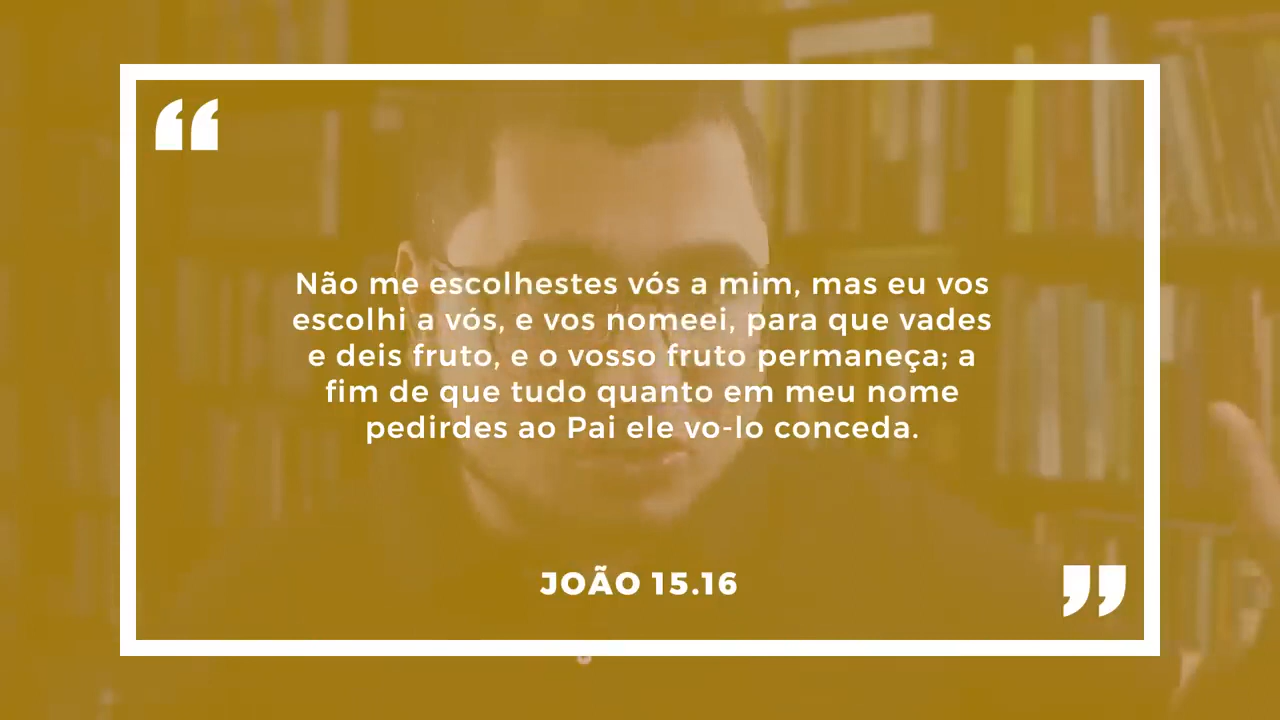 “
Não me escolhestes vós a mim, mas eu vos
escolhi a vós, e vos nomeei, para que vades
e deis fruto, e o vosso fruto permaneça; a
fim de que tudo quanto em meu nome
pedirdes ao Pai ele vo-lo conceda.
JOÃO 15.16
”